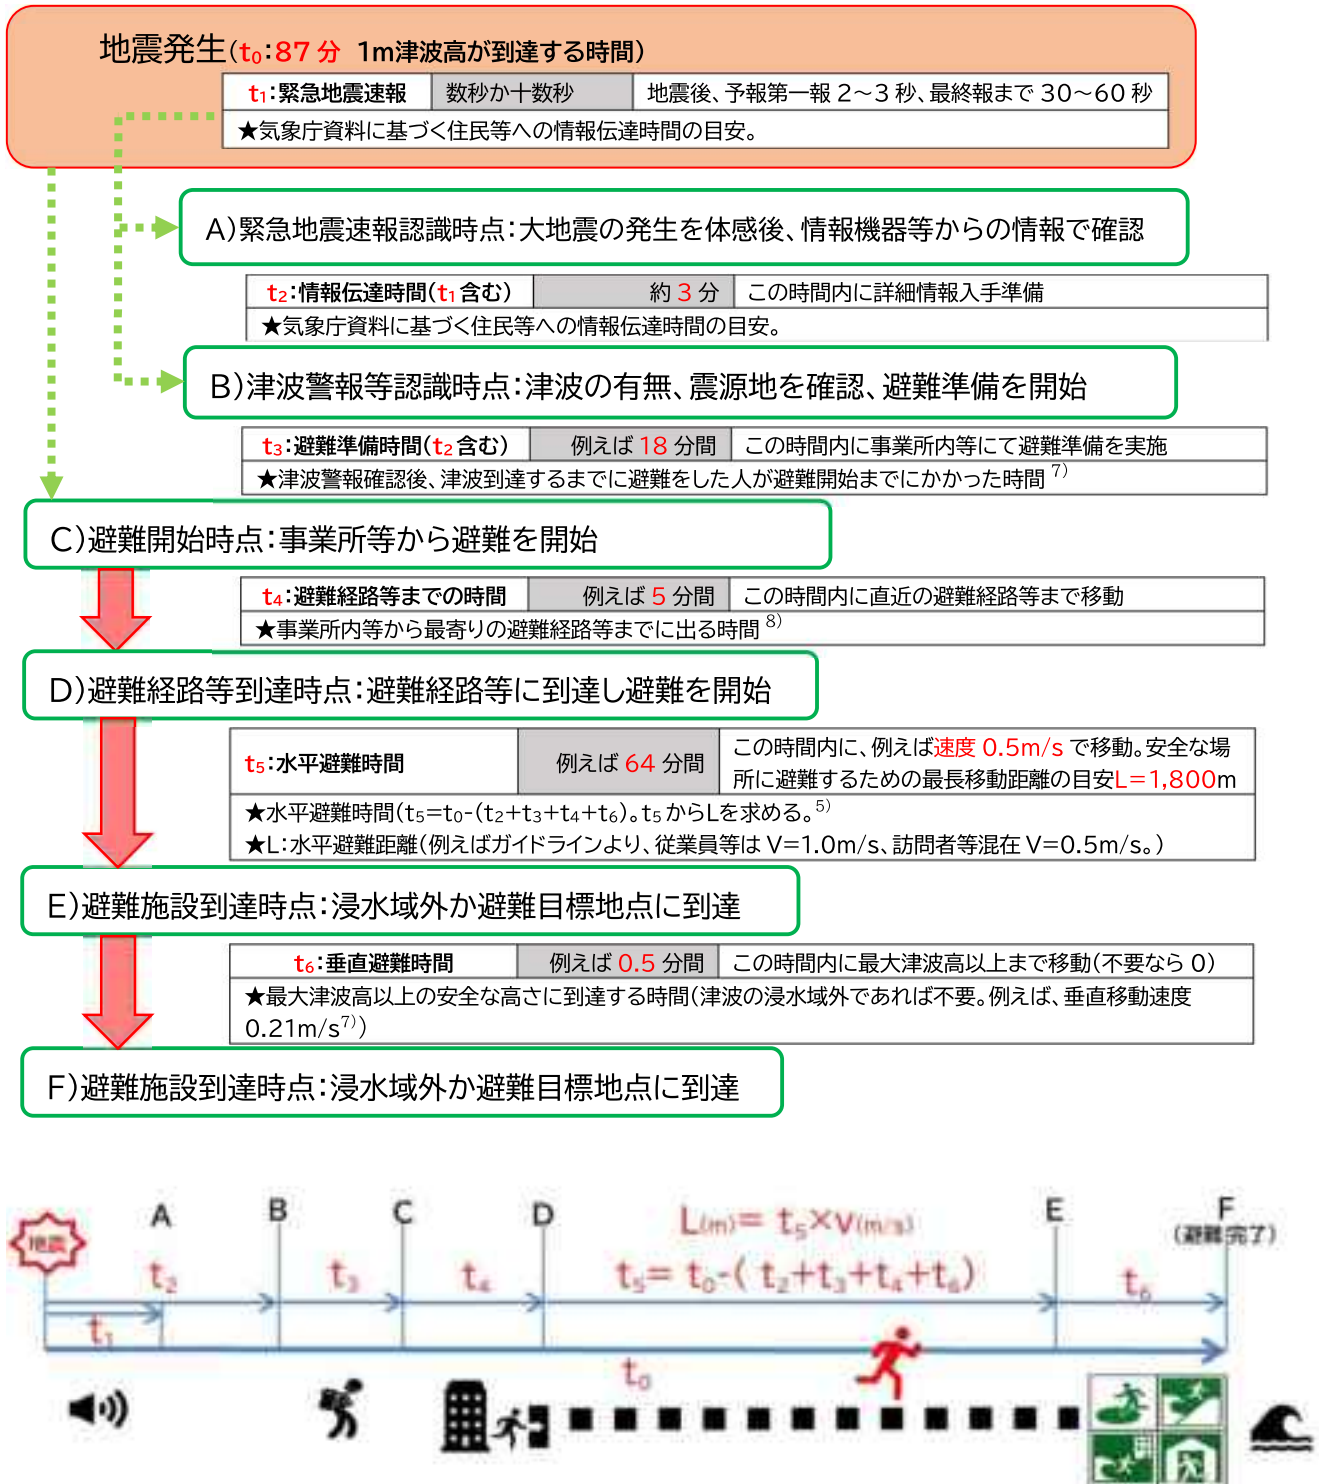 地震発生(t₀:87 分 1m津波高が到達する時間)
t₁:緊急地震速報 数秒か十数秒 地震後、予報第一報 2～3 秒、最終報まで 30～60 秒
★気象庁資料に基づく住民等への情報伝達時間の目安。
A)緊急地震速報認識時点:大地震の発生を体感後、情報機器等からの情報で確認
t₂:情報伝達時間(t₁含む) 約 3 分 この時間内に詳細情報入手準備
★気象庁資料に基づく住民等への情報伝達時間の目安。
B)津波警報等認識時点:津波の有無、震源地を確認、避難準備を開始
t₃:避難準備時間(t₂含む) 例えば 18 分間 この時間内に事業所内等にて避難準備を実施
★津波警報確認後、津波到達するまでに避難をした人が避難開始までにかかった時間 7)
C)避難開始時点:事業所等から避難を開始
t₄:避難経路等までの時間 例えば 5 分間 この時間内に直近の避難経路等まで移動
★事業所内等から最寄りの避難経路等までに出る時間 8)
D)避難経路等到達時点:避難経路等に到達し避難を開始
t₅:水平避難時間 例えば 64 分間 この時間内に、例えば速度 0.5m/s で移動。安全な場
所に避難するための最長移動距離の目安L=1,800m
★水平避難時間(t₅=t₀-(t₂+t₃+t₄+t₆)。t₅からLを求める。5)
★L:水平避難距離(例えばガイドラインより、従業員等は V=1.0m/s、訪問者等混在 V=0.5m/s。)
E)避難施設到達時点:浸水域外か避難目標地点に到達
t₆:垂直避難時間 例えば 0.5 分間 この時間内に最大津波高以上まで移動(不要なら 0)
★最大津波高以上の安全な高さに到達する時間(津波の浸水域外であれば不要。例えば、垂直移動速度
0.21m/s7))
F)避難施設到達時点:浸水域外か避難目標地点に到達
A B C D L(m)= t₅×v(m/s) E F
地震 (避難完了)
t₂ t₃ t₄ t₅= t₀-( t₂+t₃+t₄+t₆) t₆
t₁
t₀